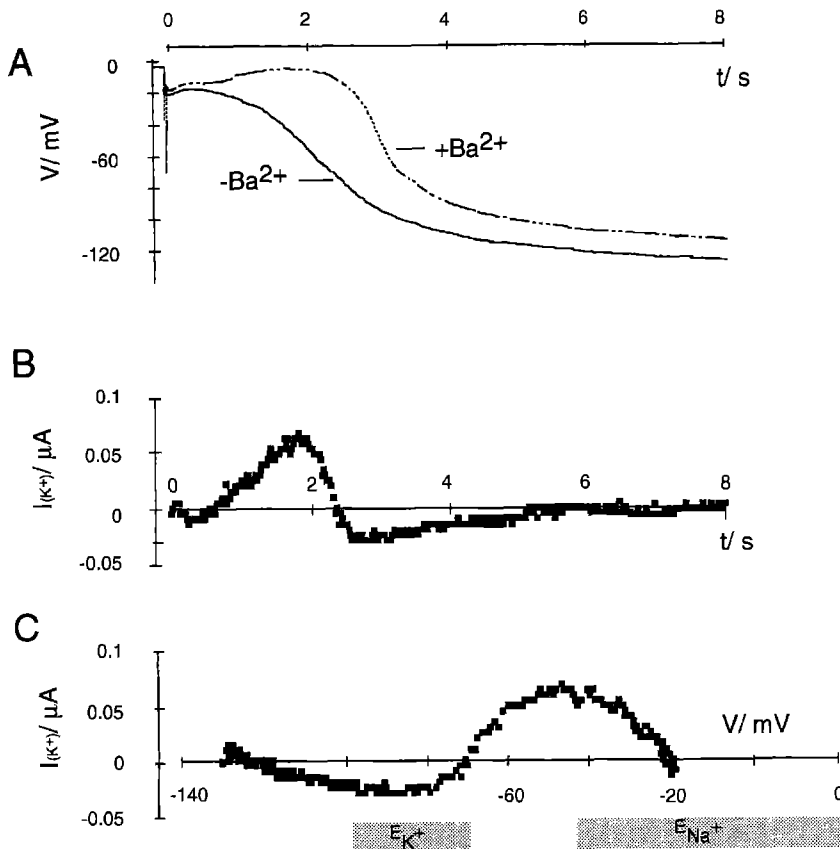 0 2 4 6 8
A
t/ s
0
-60
-120
V/ mV
+Ba2+
-Ba2+
B
0.1
0.05
0
-0.05
I(K+)/ µA
0 2 4 6 8
t/ s
C
0.1
0.05
0
-0.05
I(K+)/ µA
V/ mV
-140 -60 -20 0
EK+ ENa+